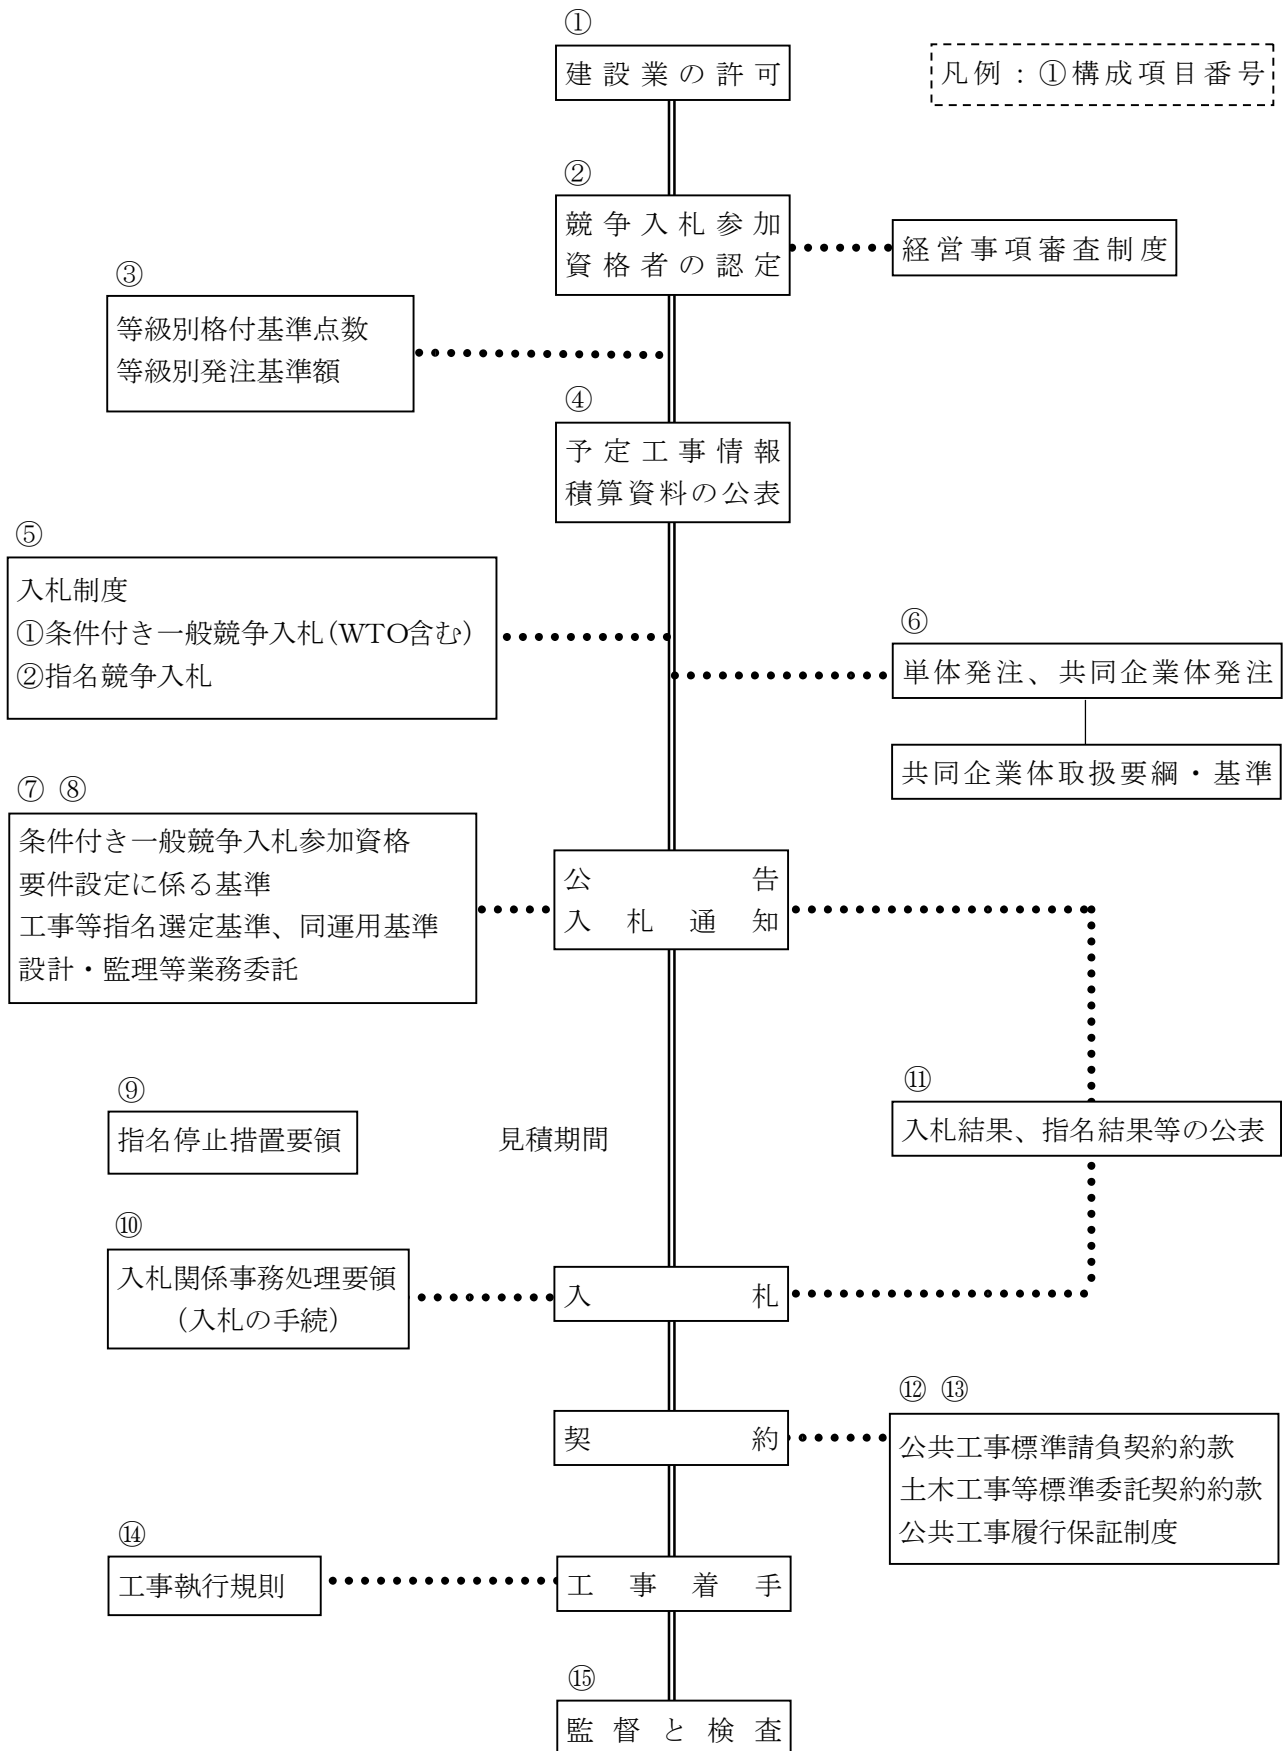 ①
建設業の許可
凡例：①構成項目番号
②
競争入札参加
資格者の認定
経営事項審査制度
③
等級別格付基準点数
等級別発注基準額
④
予定工事情報
積算資料の公表
⑤
入札制度
①条件付き一般競争入札（WTO含む）
②指名競争入札
⑥
単体発注、共同企業体発注
共同企業体取扱要綱・基準
⑦ ⑧
条件付き一般競争入札参加資格
要件設定に係る基準
工事等指名選定基準、同運用基準
設計・監理等業務委託
公告
入札通知
⑨
指名停止措置要領
見積期間
⑪
入札結果、指名結果等の公表
⑩
入札関係事務処理要領
（入札の手続）
入札
契約
⑫ ⑬
公共工事標準請負契約約款
土木工事等標準委託契約約款
公共工事履行保証制度
⑭
工事執行規則
工事着手
⑮
監督と検査